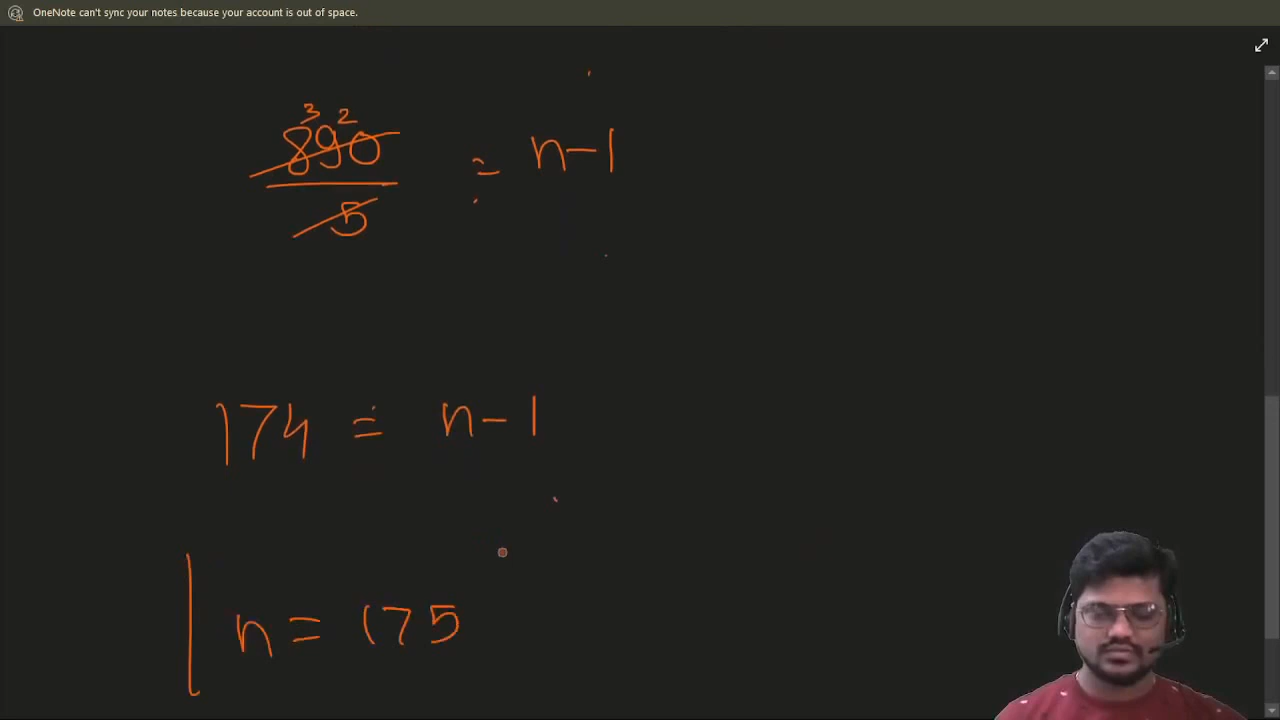 OneNote can't sync your notes because your account is out of space.
3 2
890
5
= n-1
174 = n-1
n = 175